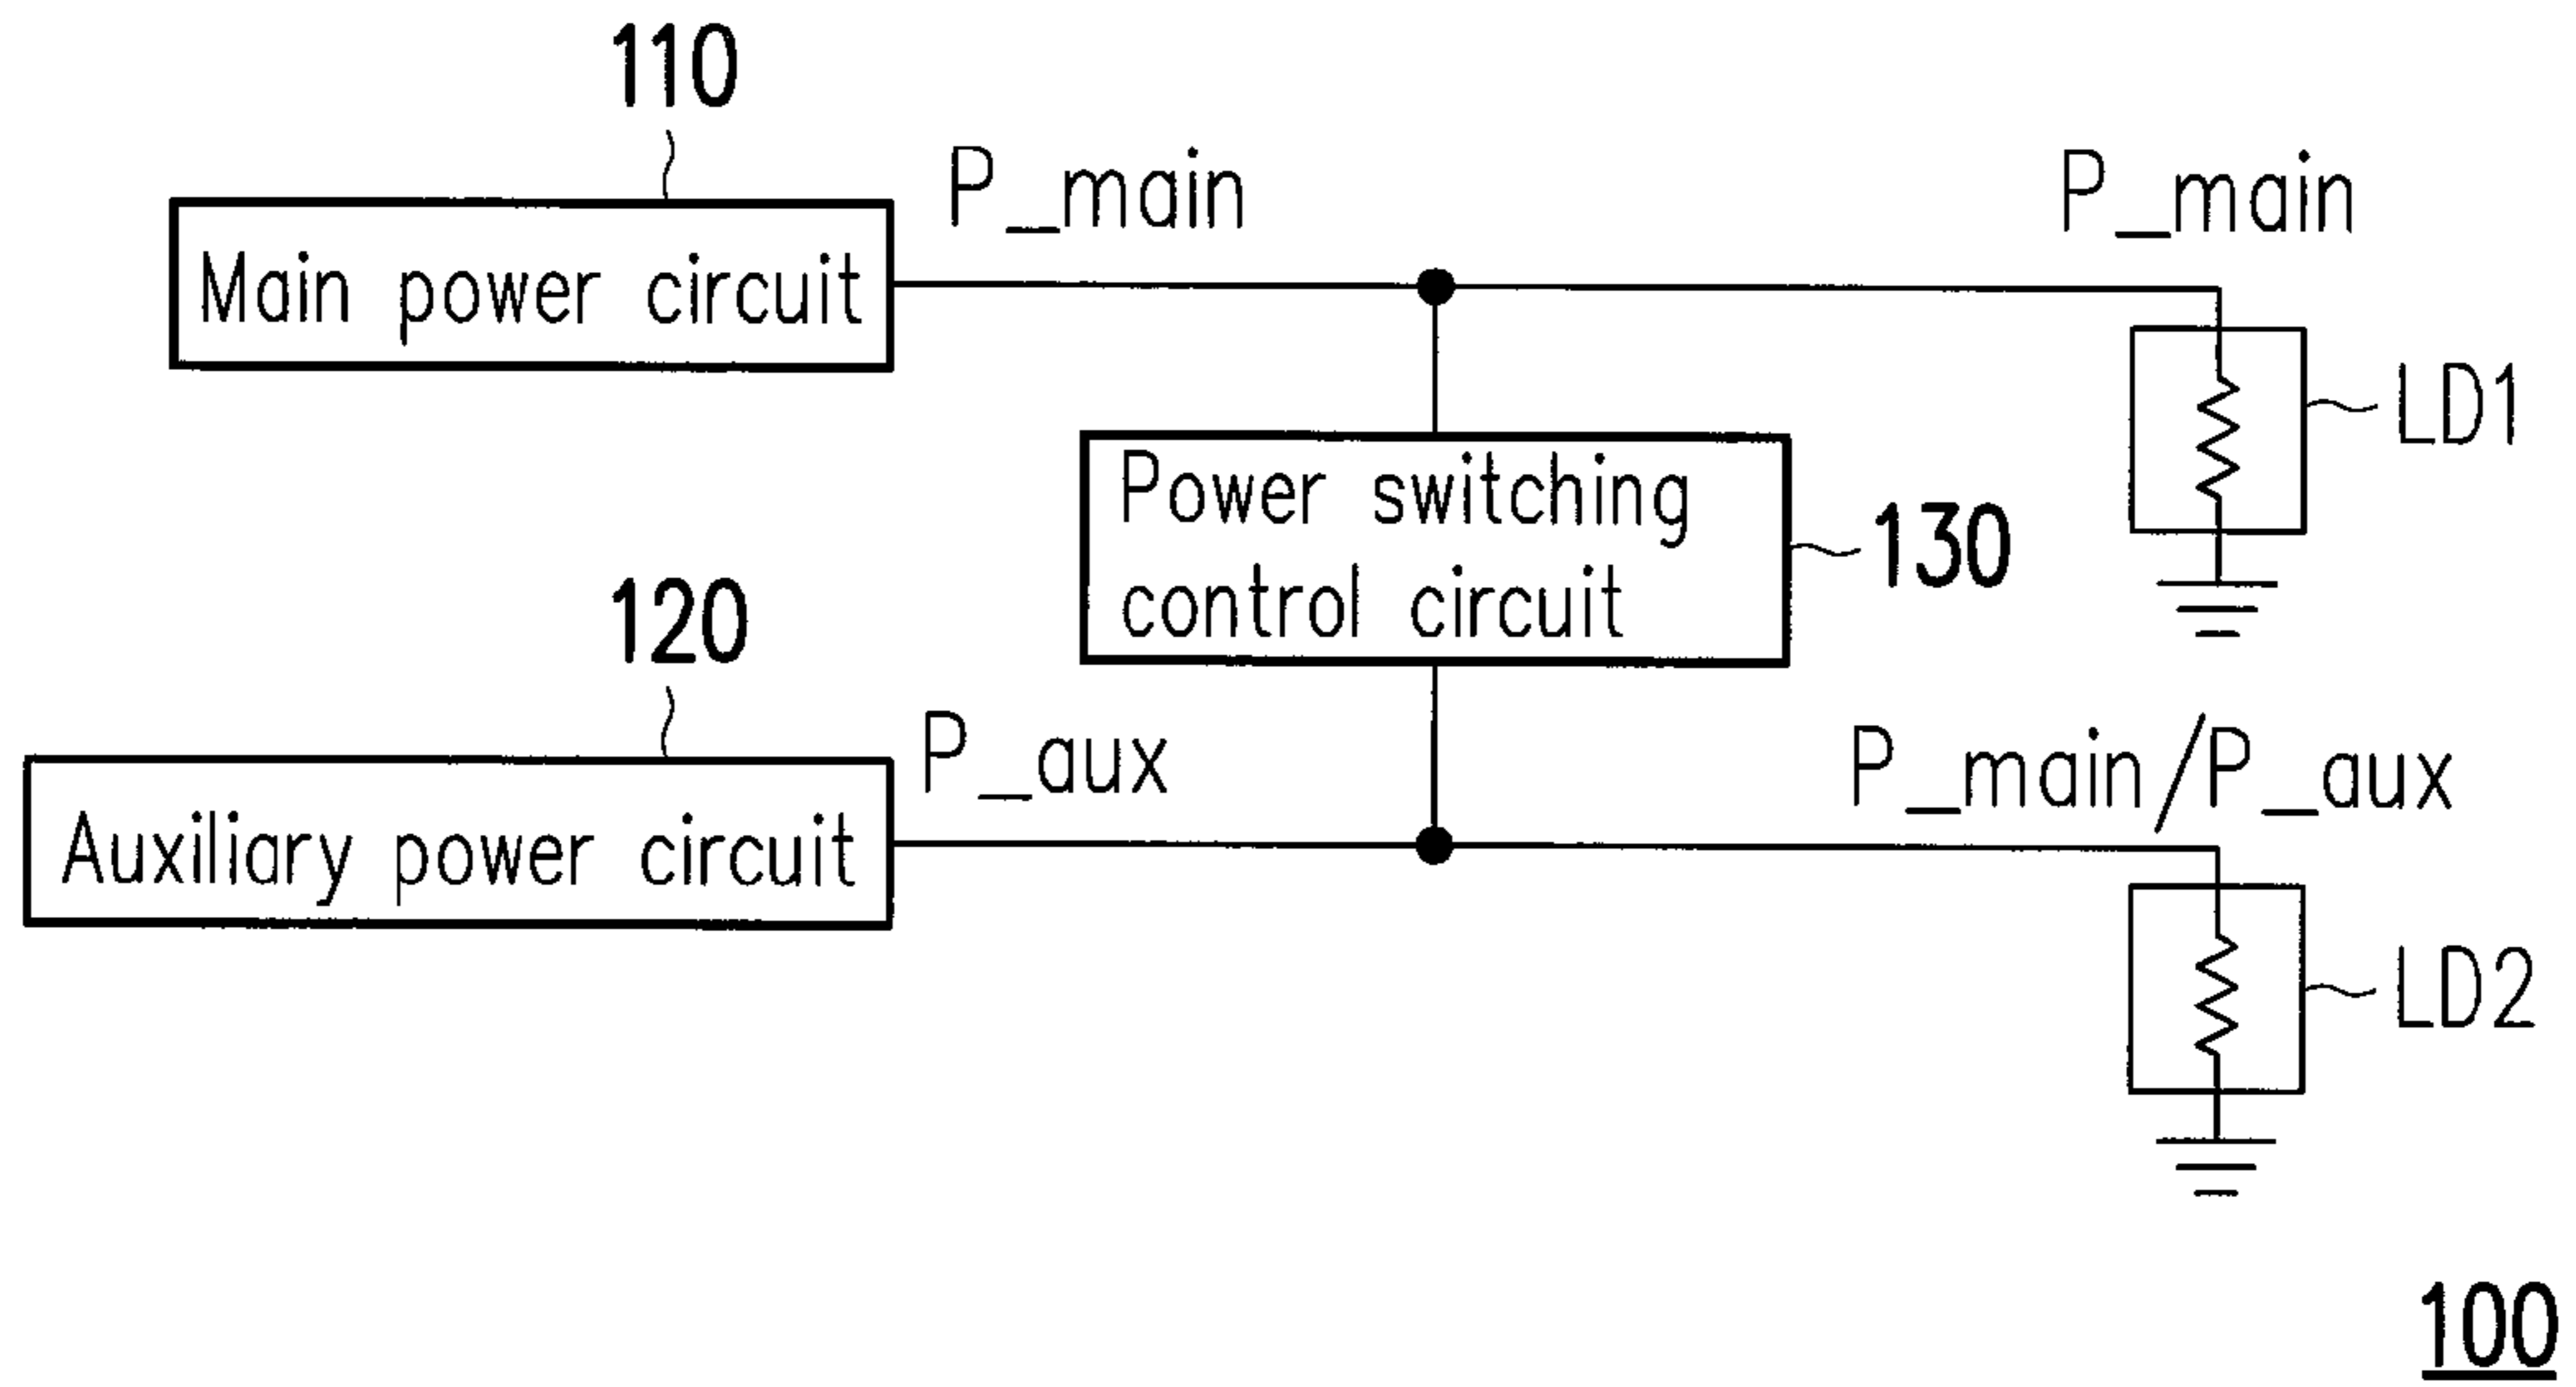 110
P_main
P_main
Main power circuit
LD1
Power switching
control circuit
130
120
P_aux
P_main/P_aux
Auxiliary power circuit
LD2
100